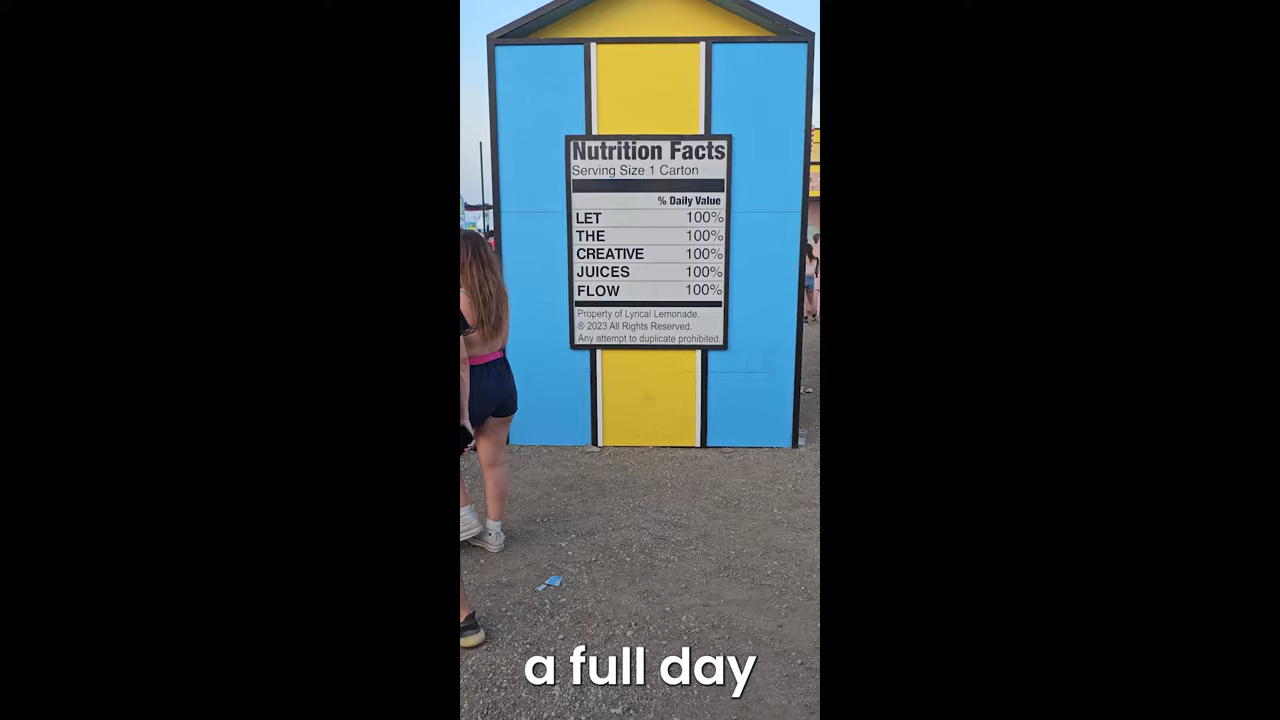 Nutrition Facts
Serving Size 1 Carton
% Daily Value
LET 100%
THE 100%
CREATIVE 100%
JUICES 100%
FLOW 100%
Property of Lyrical Lemonade.
® 2023 All Rights Reserved.
Any attempt to duplicate prohibited.
a full day